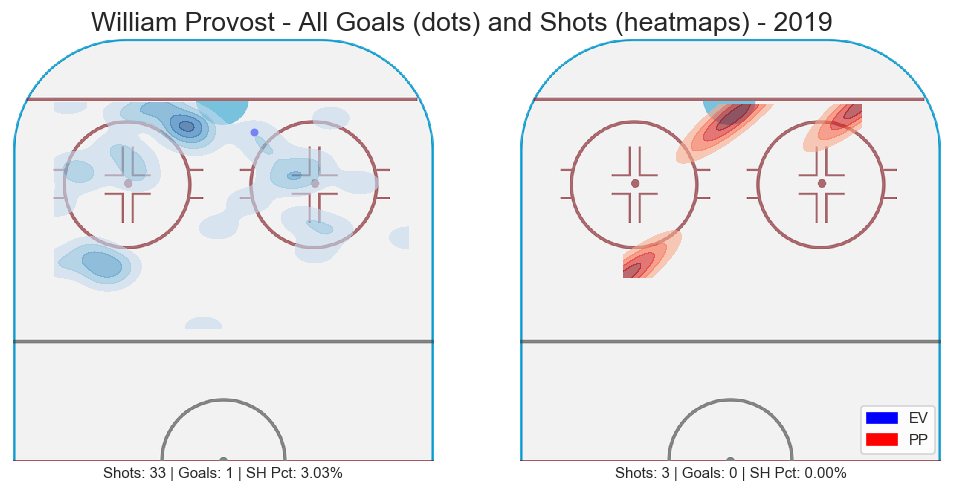 William Provost - All Goals (dots) and Shots (heatmaps) - 2019
EV
PP
Shots: 33 | Goals: 1 | SH Pct: 3.03%
Shots: 3 | Goals: 0 | SH Pct: 0.00%